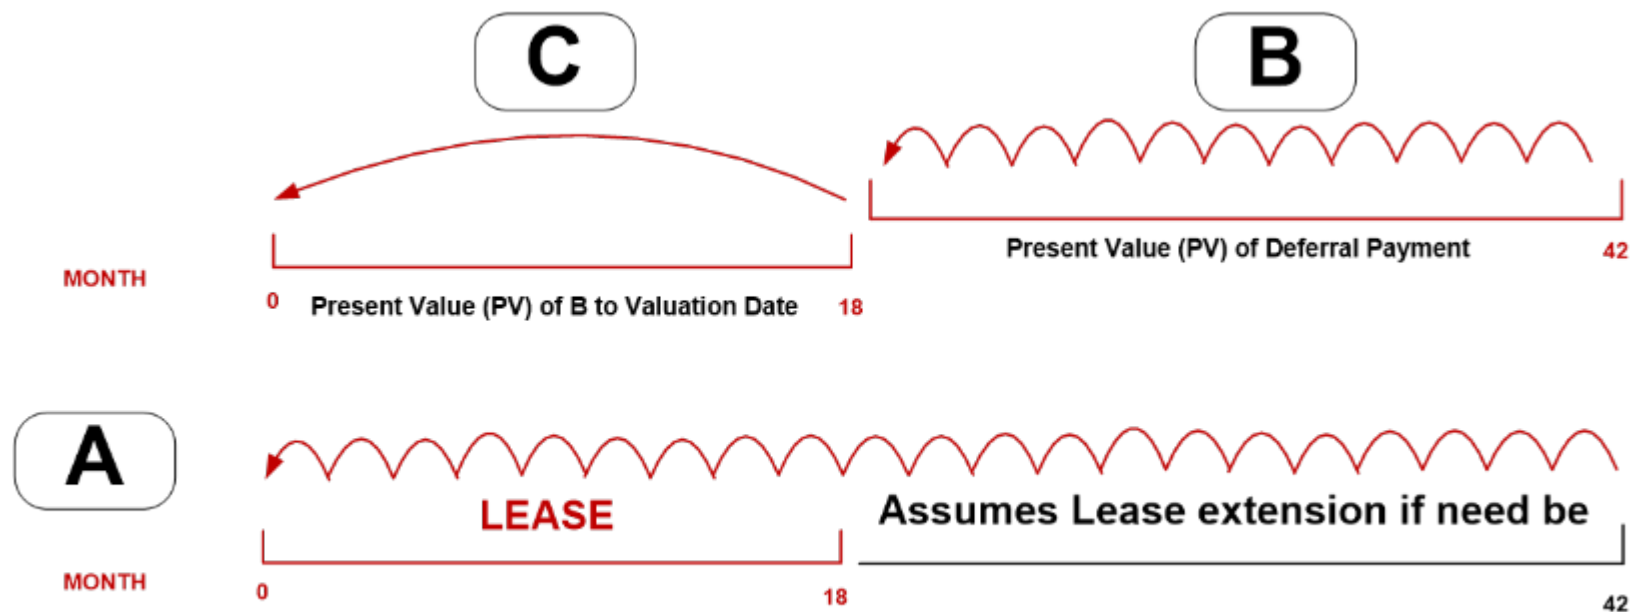 C
B
Present Value (PV) of Deferral Payment
42
MONTH
0
Present Value (PV) of B to Valuation Date
18
A
LEASE
Assumes Lease extension if need be
MONTH
0
18
42